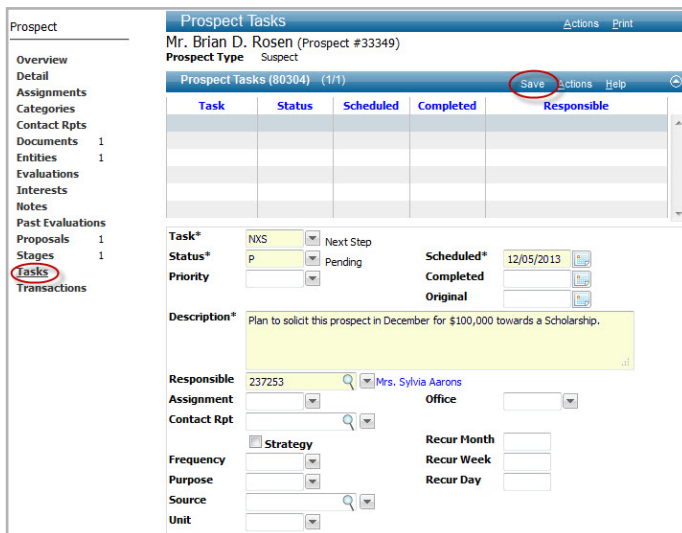 Prospect
Overview
Detail
Assignments
Categories
Contact Rpts
Documents 1
Entities 1
Evaluations
Interests
Notes
Past Evaluations
Proposals 1
Stages 1
Tasks
Transactions
Prospect Tasks Actions Print
Mr. Brian D. Rosen (Prospect #33349)
Prospect Type Suspect
Prospect Tasks (80304) (1/1) Save Actions Help
Task Status Scheduled Completed Responsible
Task* NXS Next Step
Status* P Pending Scheduled* 12/05/2013
Priority Completed
Original
Description* Plan to solicit this prospect in December for $100,000 towards a Scholarship.
Responsible 237253 Mrs. Sylvia Aarons
Assignment Office
Contact Rpt
Strategy Recur Month
Frequency Recur Week
Purpose Recur Day
Source
Unit